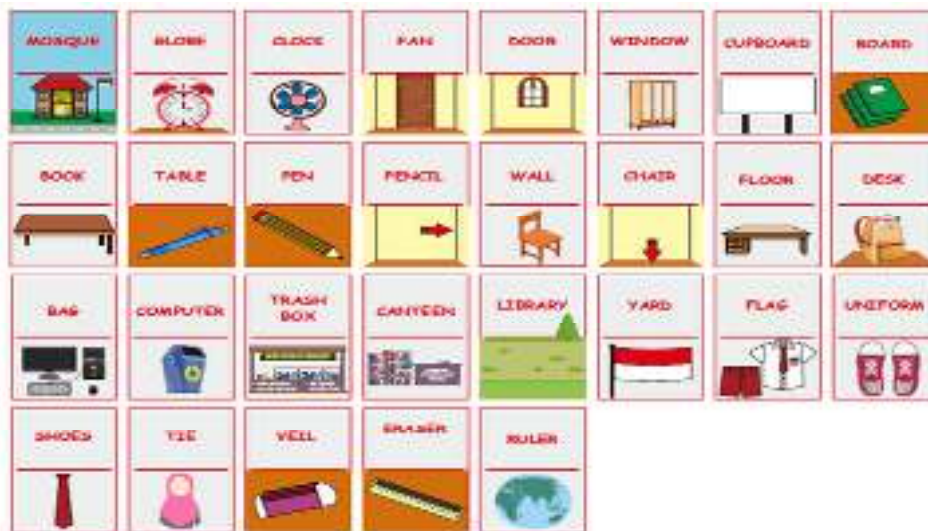 MOSQUE
GLOBE
CLOCK
FAN
DOOR
WINDOW
CUPBOARD
BOARD
BOOK
TABLE
PEN
PENCIL
WALL
CHAIR
FLOOR
DESK
BAG
COMPUTER
TRASH
BOX
CANTEEN
LIBRARY
YARD
FLAG
UNIFORM
SHOES
TIE
VEIL
ERASER
RULER